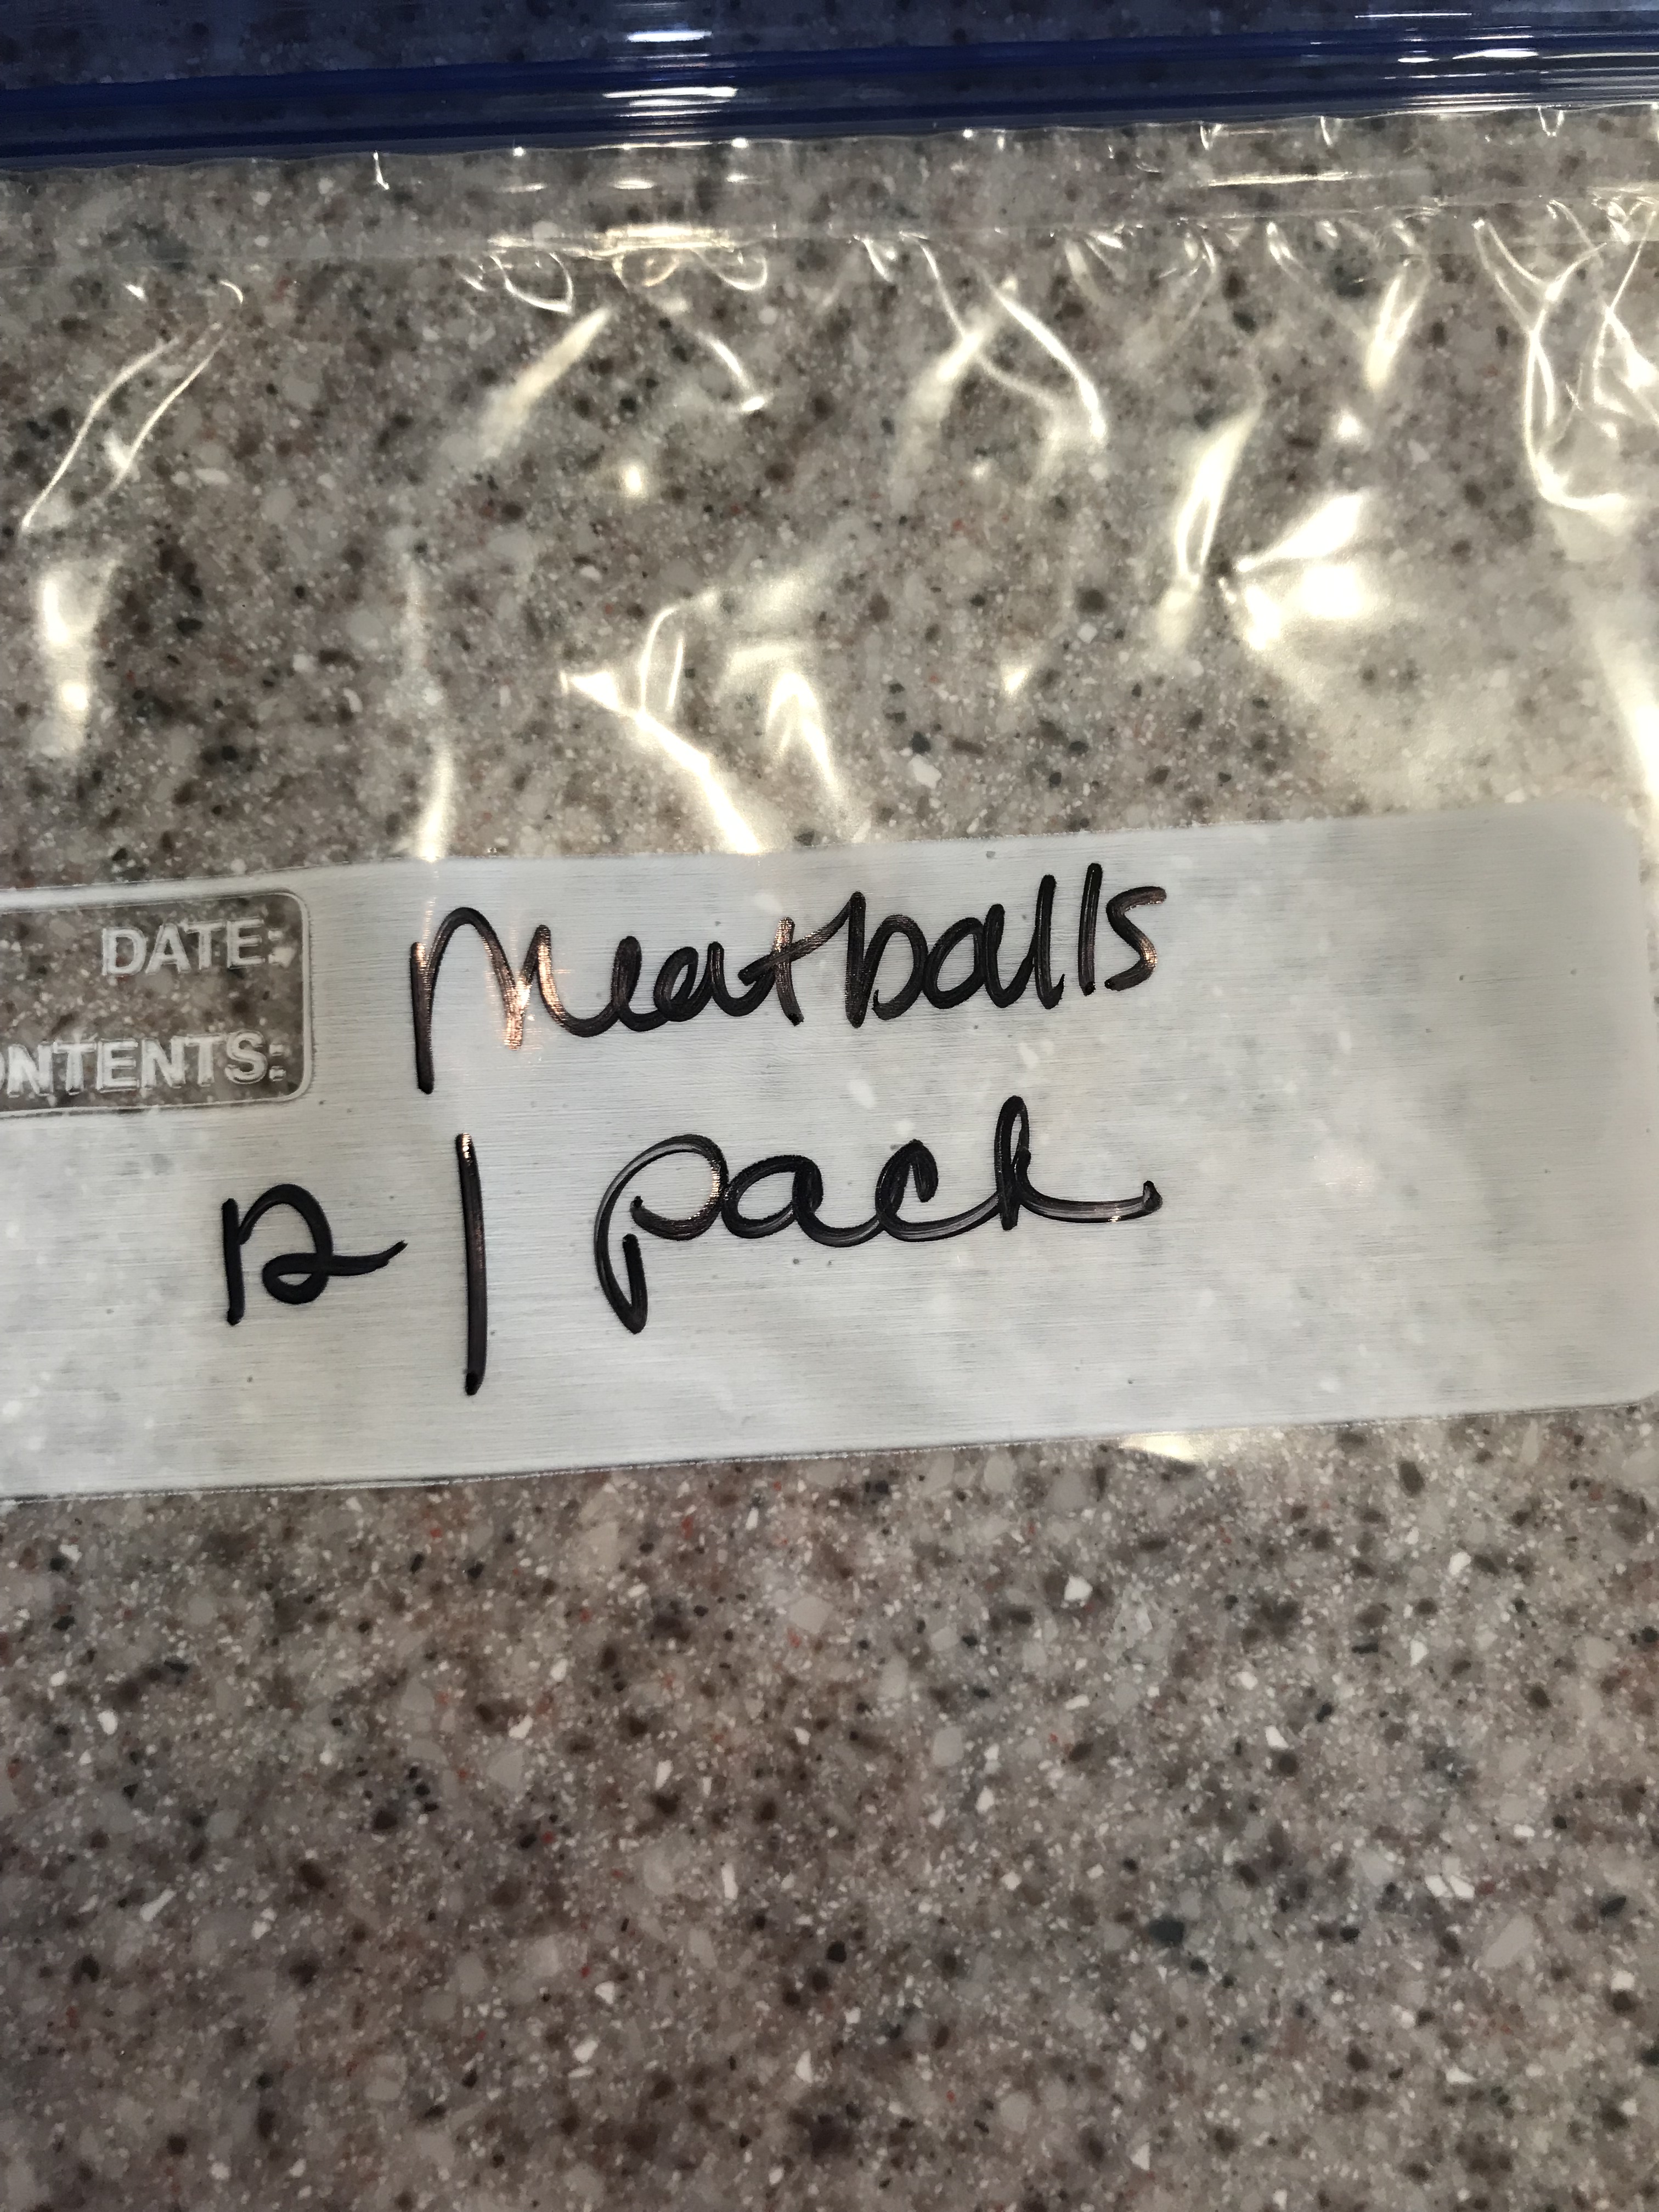 DATE:
Meatballs
ONTENTS:
12/pack